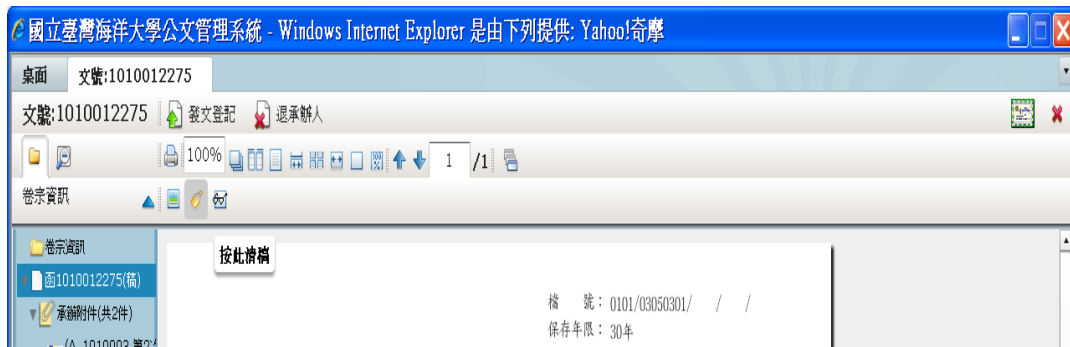 國立臺灣海洋大學公文管理系統 - Windows Internet Explorer 是由下列提供: Yahoo!奇摩
桌面 文號:1010012275
文號:1010012275 發文登記 退承辦人
100% 1 /1
卷宗資訊
卷宗資訊
按此清稿
函1010012275(稿)
檔 號: 0101/03050301/ / /
承辦附件(共2件)
保存年限: 30年